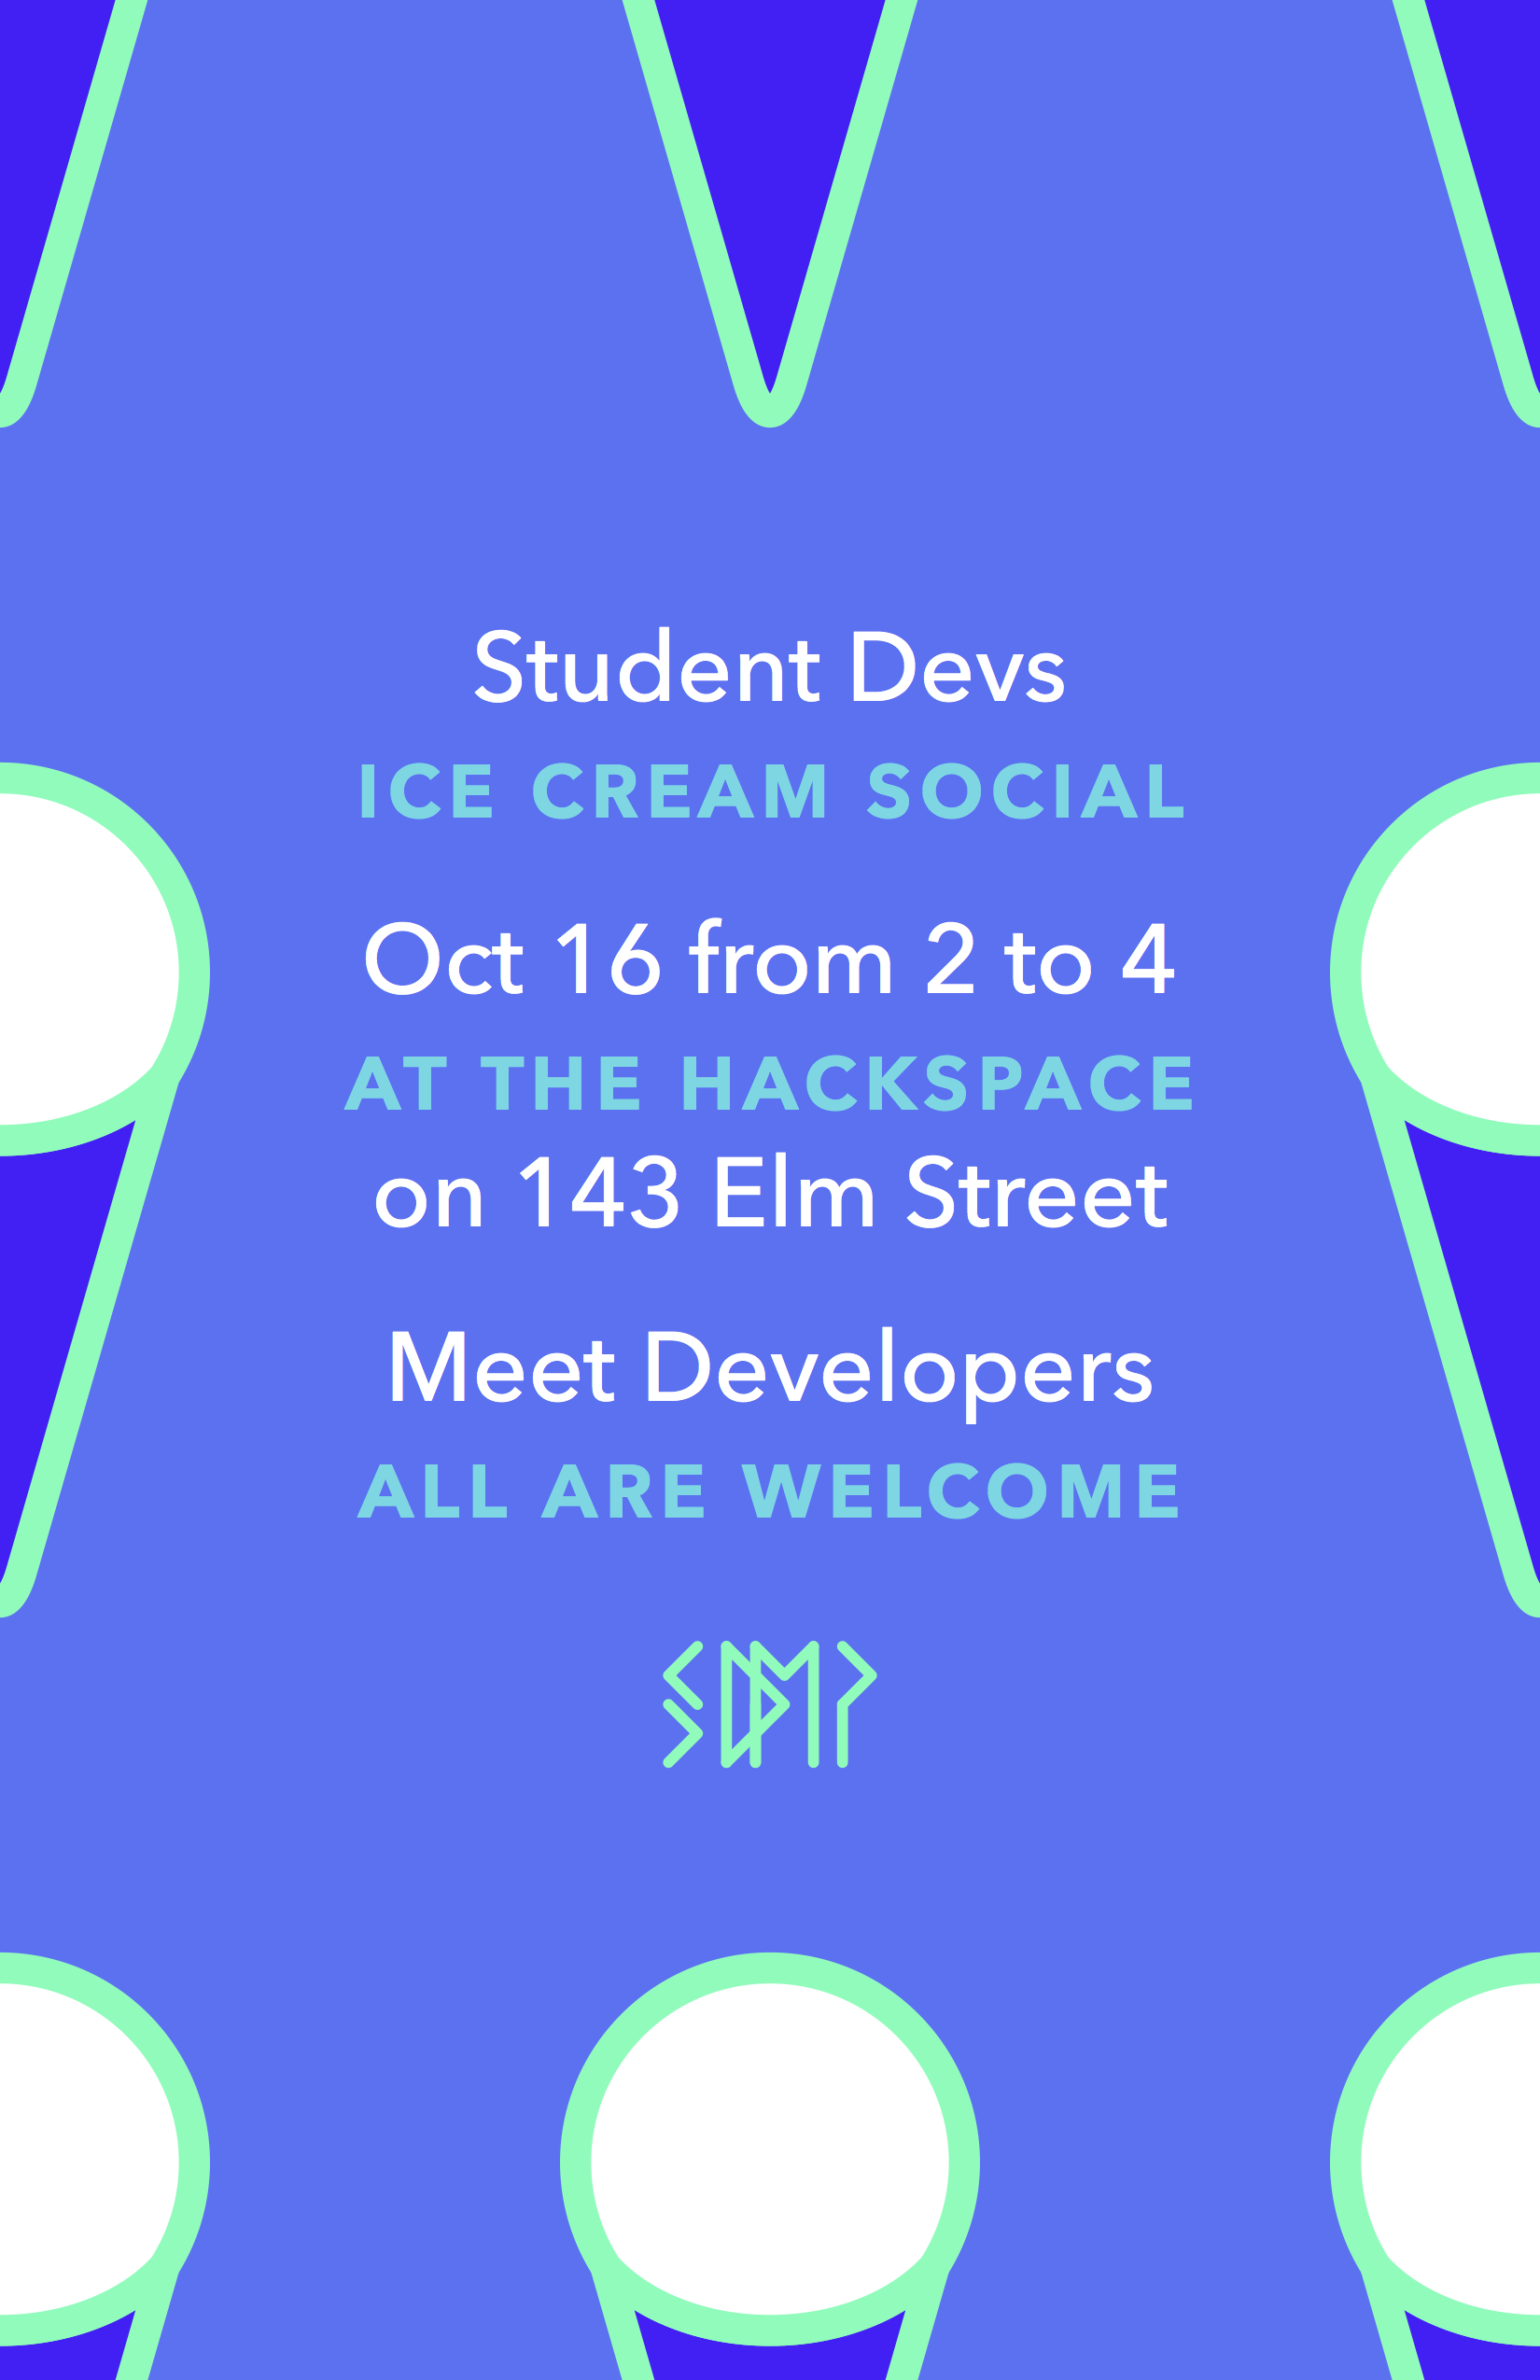 Student Devs
ICE CREAM SOCIAL
Oct 16 from 2 to 4
AT THE HACKSPACE
on 143 Elm Street
Meet Developers
ALL ARE WELCOME